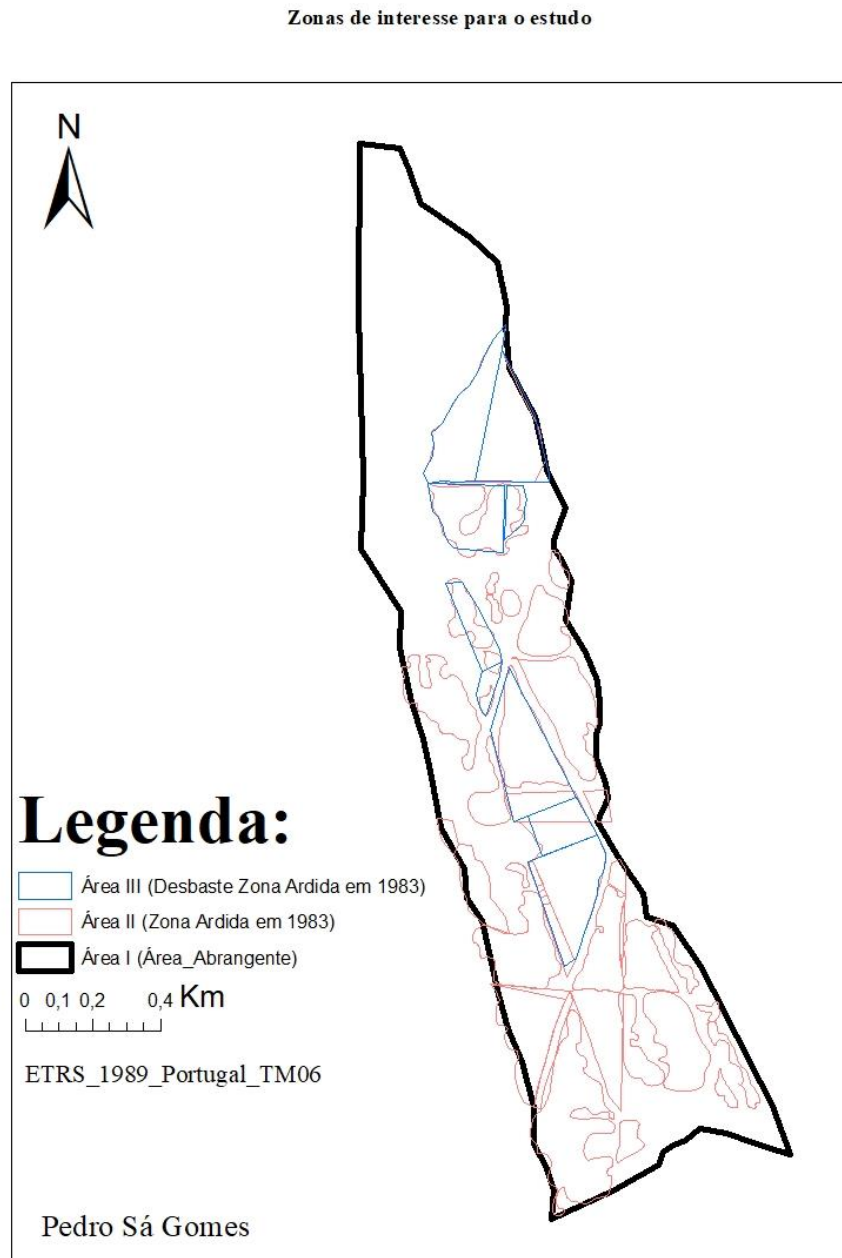 Zonas de interesse para o estudo
N
Legenda:
Área III (Desbaste Zona Ardida em 1983)
Área II (Zona Ardida em 1983)
Área I (Área_Abrangente)
0 0,1 0,2 0,4 Km
ETRS_1989_Portugal_TM06
Pedro Sá Gomes